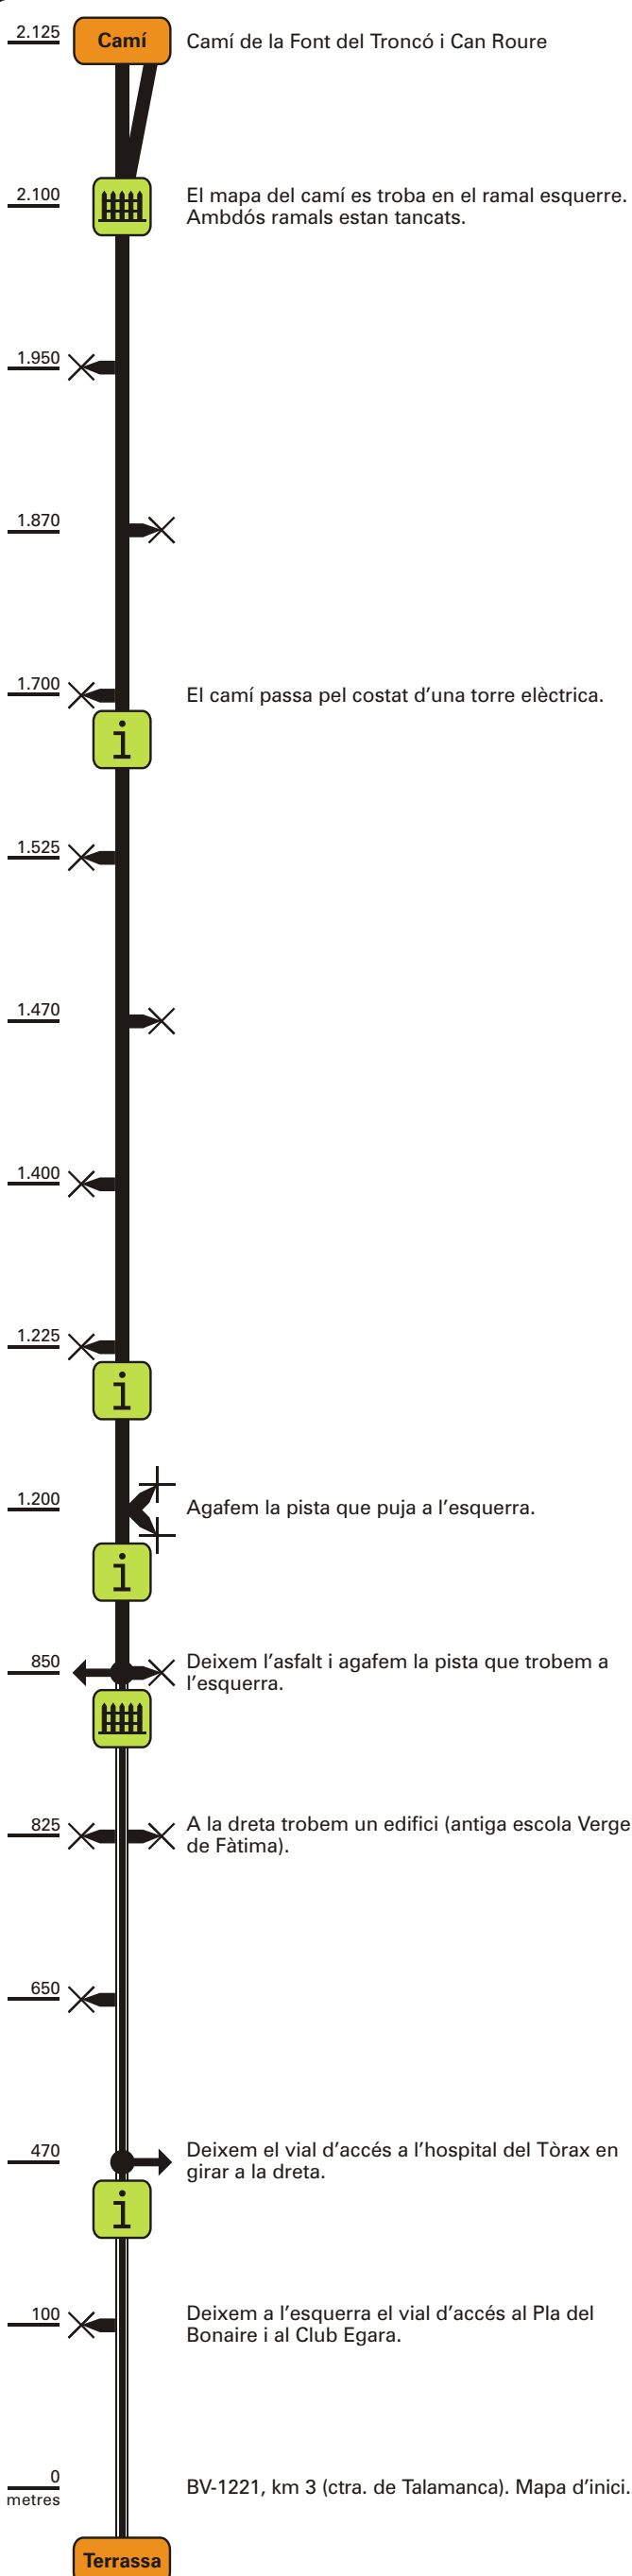 2.125
Camí
Camí de la Font del Troncó i Can Roure
2.100
El mapa del camí es troba en el ramal esquerre.
Ambdós ramals estan tancats.
1.950
1.870
1.700
El camí passa pel costat d’una torre elèctrica.
i
1.525
1.470
1.400
1.225
i
1.200
Agafem la pista que puja a l’esquerra.
i
850
Deixem l’asfalt i agafem la pista que trobem a
l’esquerra.
825
A la dreta trobem un edifici (antiga escola Verge
de Fàtima).
650
470
Deixem el vial d’accés a l’hospital del Tòrax en
girar a la dreta.
i
100
Deixem a l’esquerra el vial d’accés al Pla del
Bonaire i al Club Egara.
0
metres
BV-1221, km 3 (ctra. de Talamanca). Mapa d’inici.
Terrassa